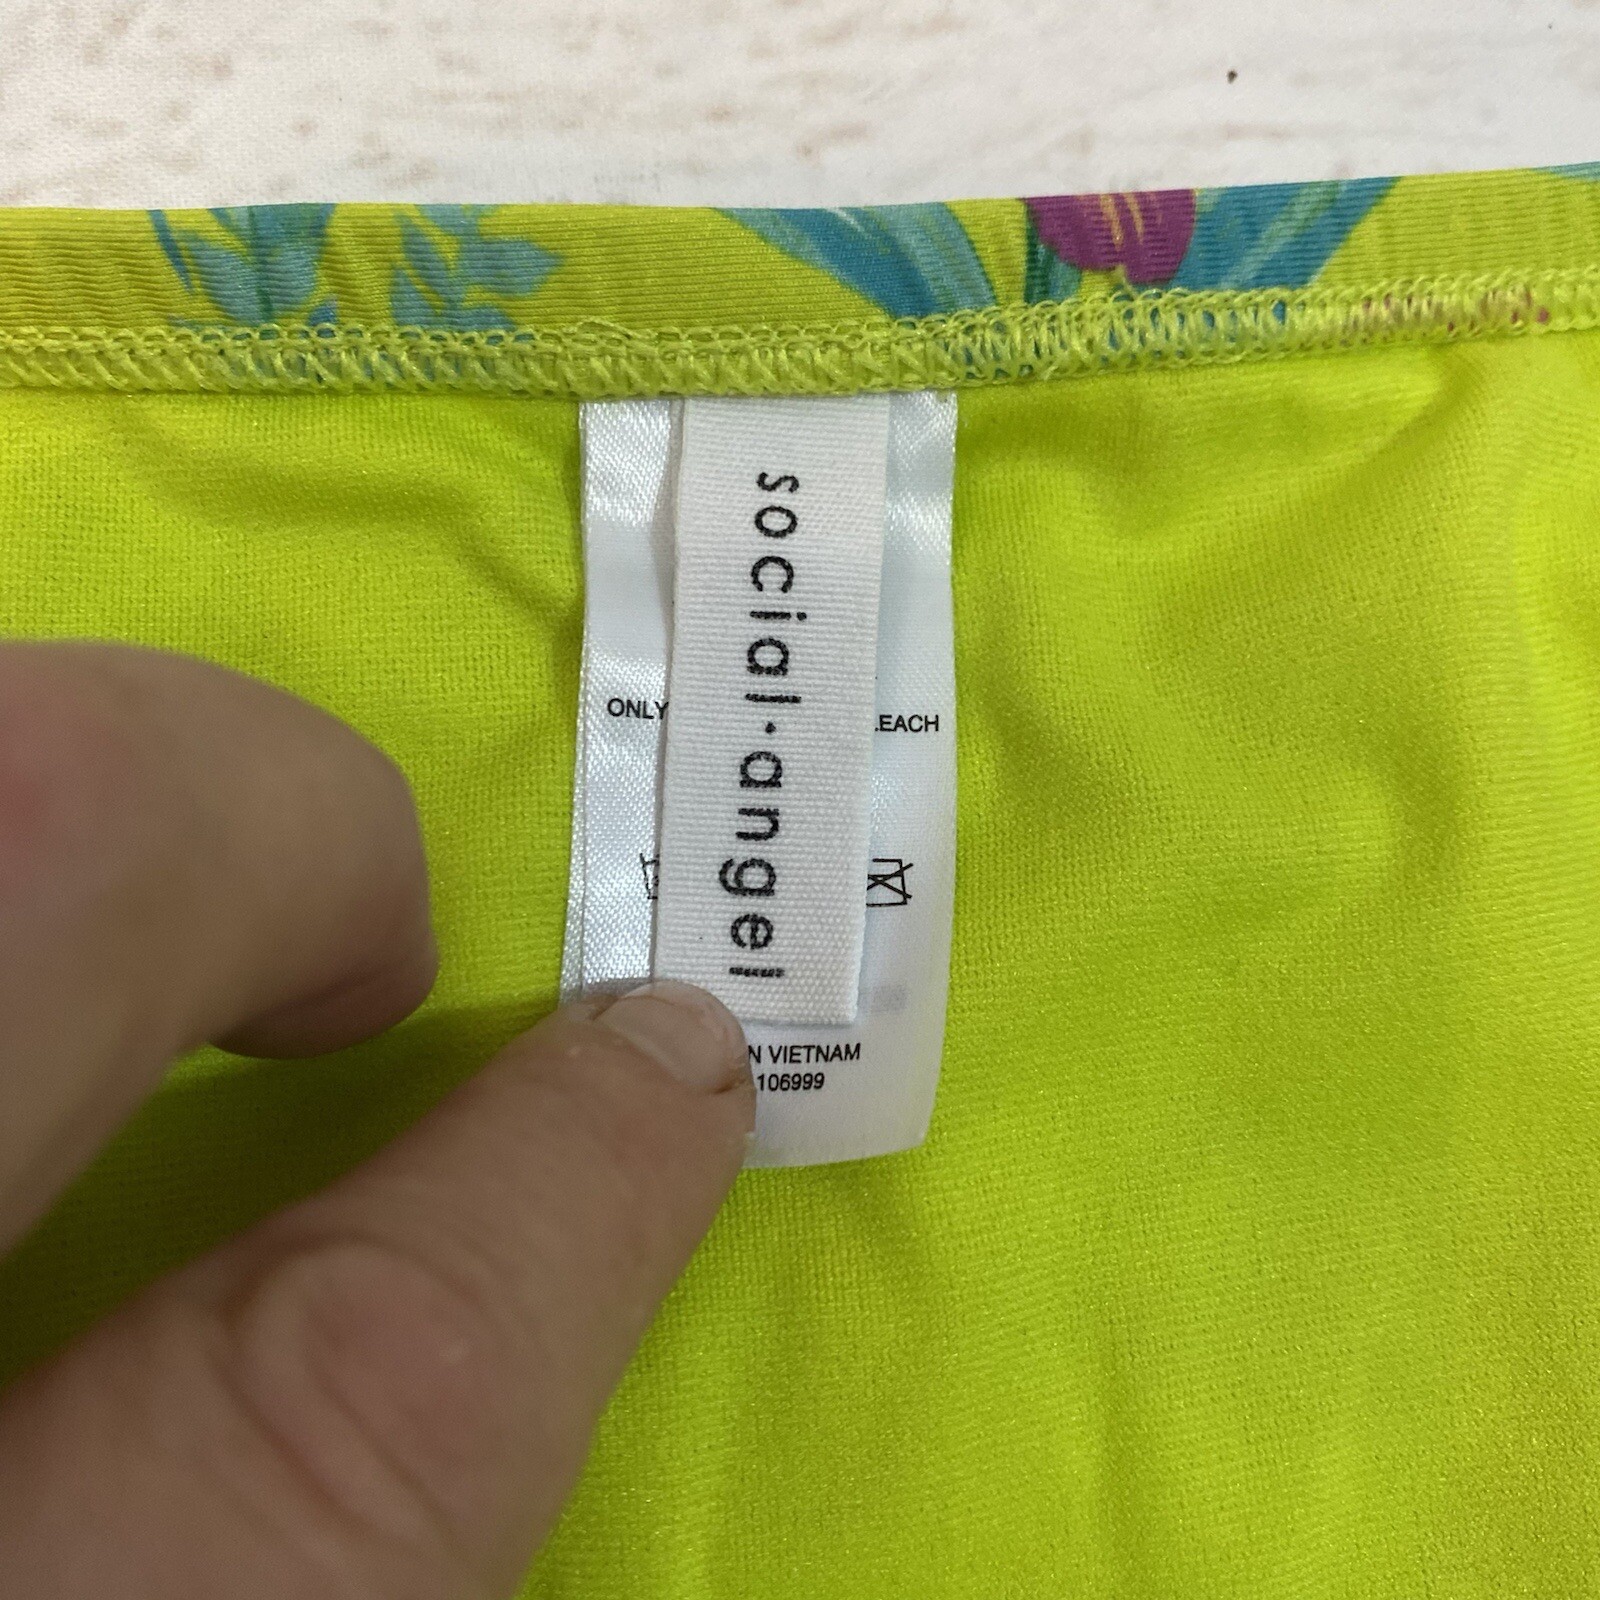 social·angel
ONLY
LEACH
N VIETNAM
106999